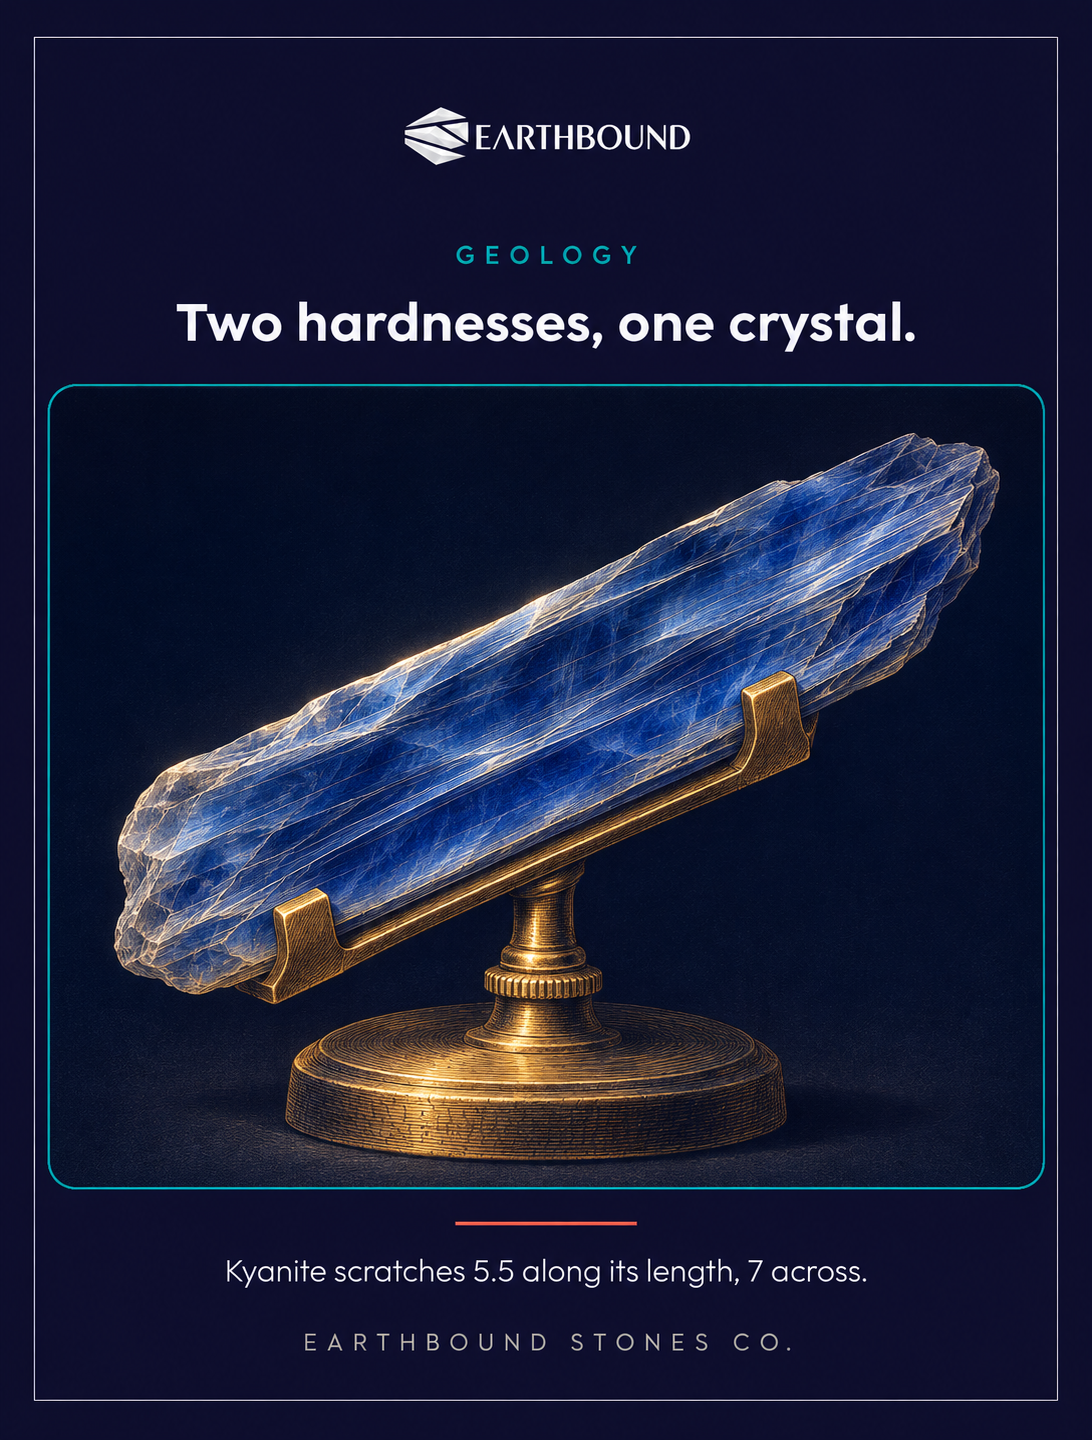 EARTHBOUND
GEOLOGY
Two hardnesses, one crystal.
Kyanite scratches 5.5 along its length, 7 across.
EARTHBOUND STONES CO.